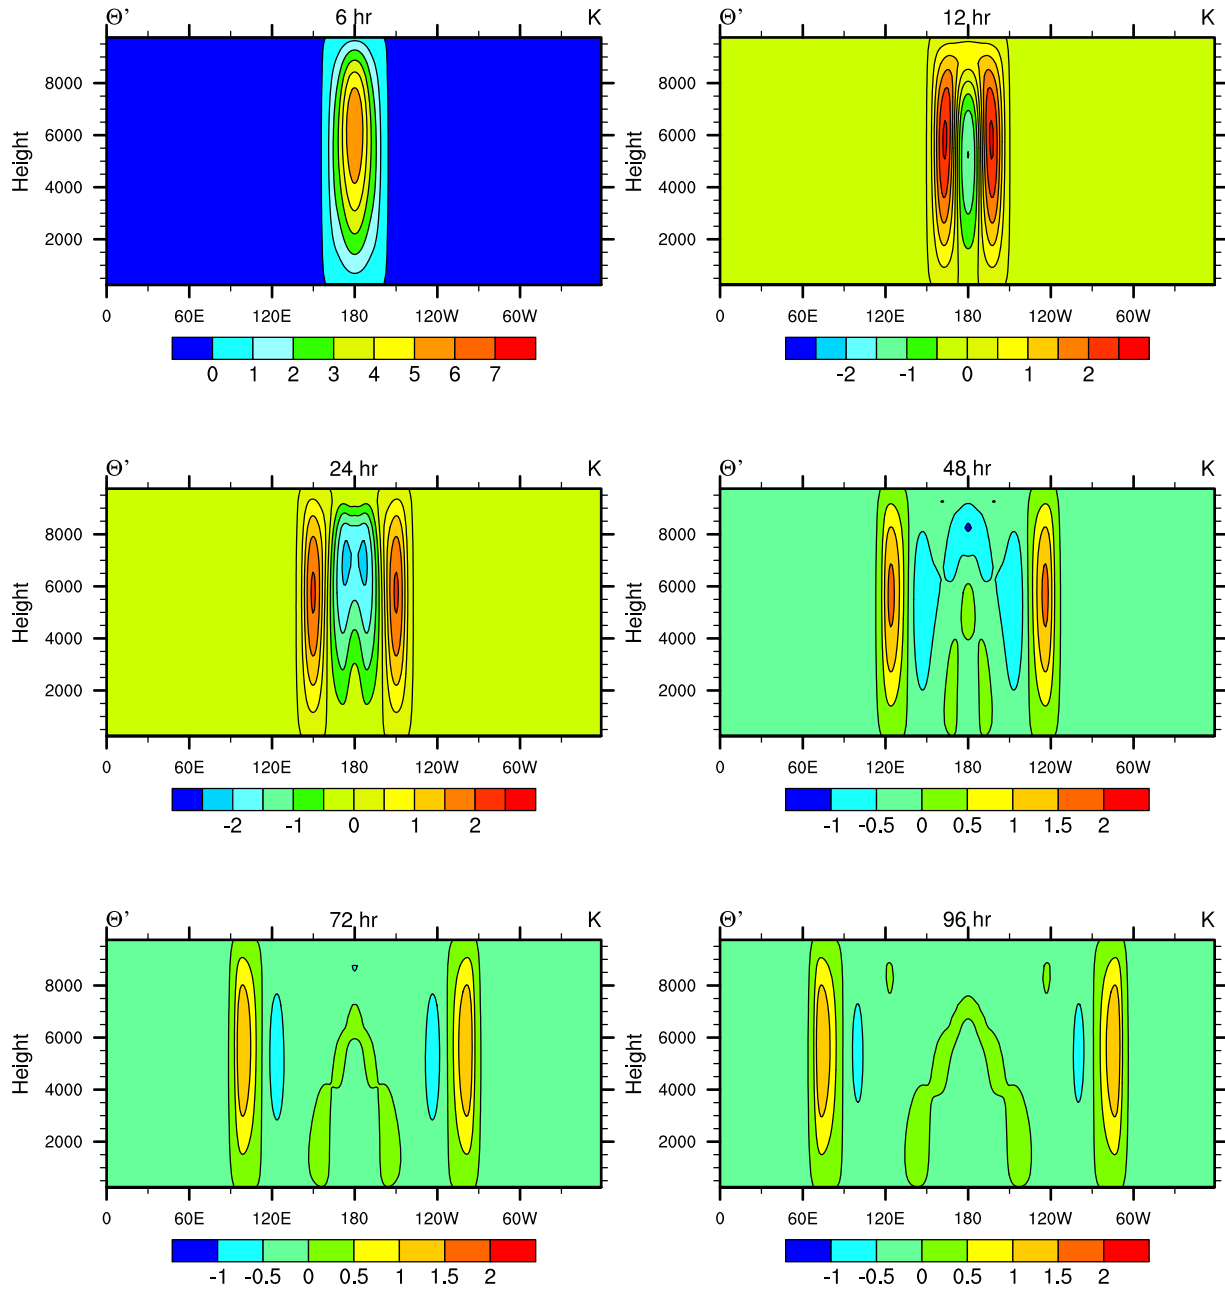 Θ’ 6 hr K
Height
8000
6000
4000
2000
0 60E 120E 180 120W 60W
0 1 2 3 4 5 6 7
Θ’ 12 hr K
Height
8000
6000
4000
2000
0 60E 120E 180 120W 60W
-2 -1 0 1 2
Θ’ 24 hr K
Height
8000
6000
4000
2000
0 60E 120E 180 120W 60W
-2 -1 0 1 2
Θ’ 48 hr K
Height
8000
6000
4000
2000
0 60E 120E 180 120W 60W
-1 -0.5 0 0.5 1 1.5 2
Θ’ 72 hr K
Height
8000
6000
4000
2000
0 60E 120E 180 120W 60W
-1 -0.5 0 0.5 1 1.5 2
Θ’ 96 hr K
Height
8000
6000
4000
2000
0 60E 120E 180 120W 60W
-1 -0.5 0 0.5 1 1.5 2